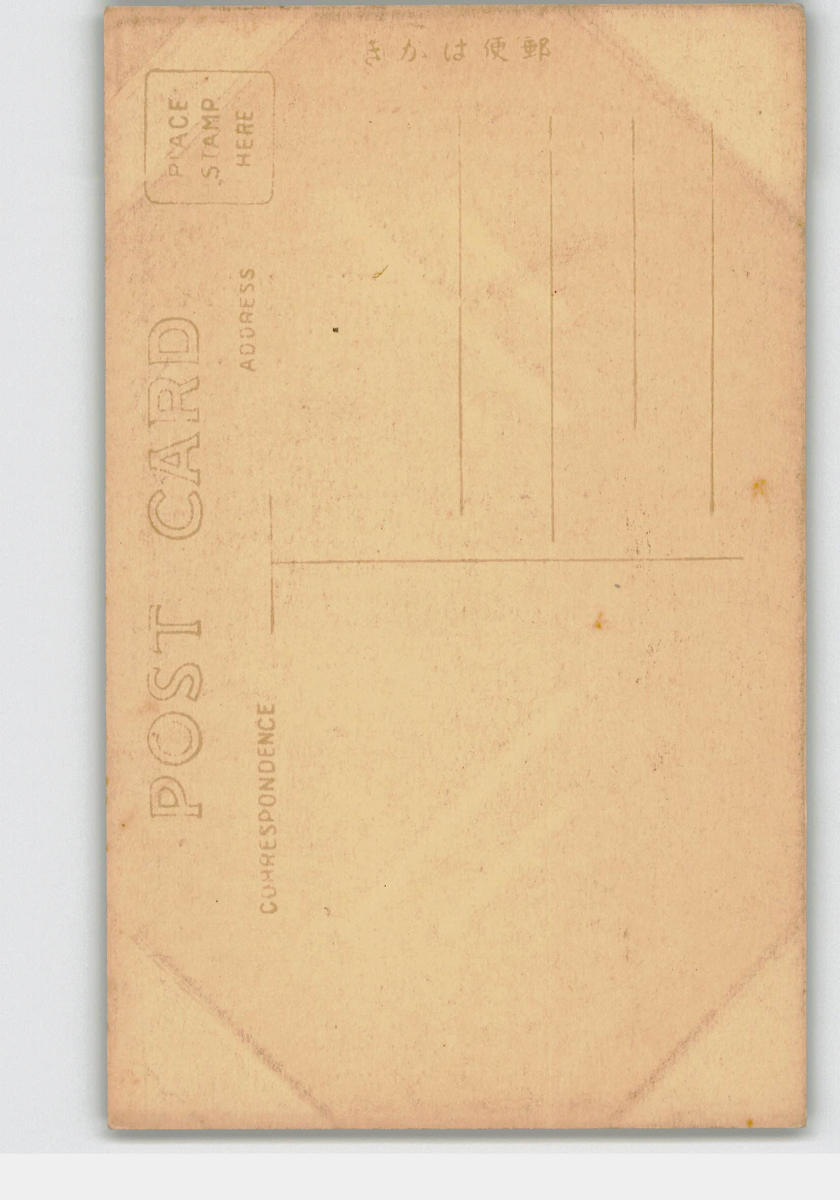 きかは便郵
PLACE
STAMP
HERE
POST CARD
ADDRESS
CORRESPONDENCE